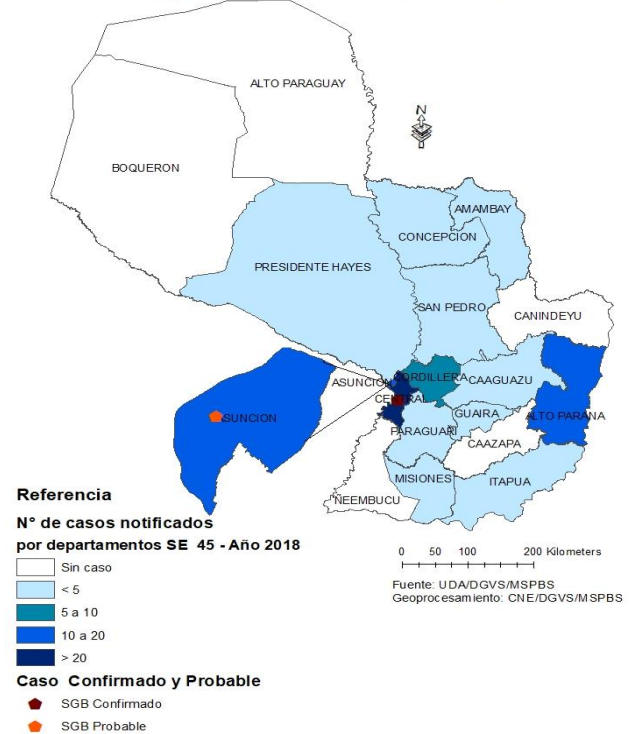 ALTO PARAGUAY
N
BOQUERON
AMAMBAY
CONCEPCION
PRESIDENTE HAYES
SAN PEDRO
CANINDEYU
ASUNCION
CORDILLERA
CAAGUAZU
CENTRAL
SUNCION
GUAIRA
ALTO PARANA
PARAGUARI
CAAZAPA
MISIONES
ITAPUA
ÑEEMBUCU
Referencia
N° de casos notificados
por departamentos SE 45 - Año 2018
Sin caso
< 5
5 a 10
10 a 20
> 20
0 50 100 200 Kilometers
Fuente: UDA/DGVS/MSPBS
Geoprocesamiento: CNE/DGVS/MSPBS
Caso Confirmado y Probable
SGB Confirmado
SGB Probable